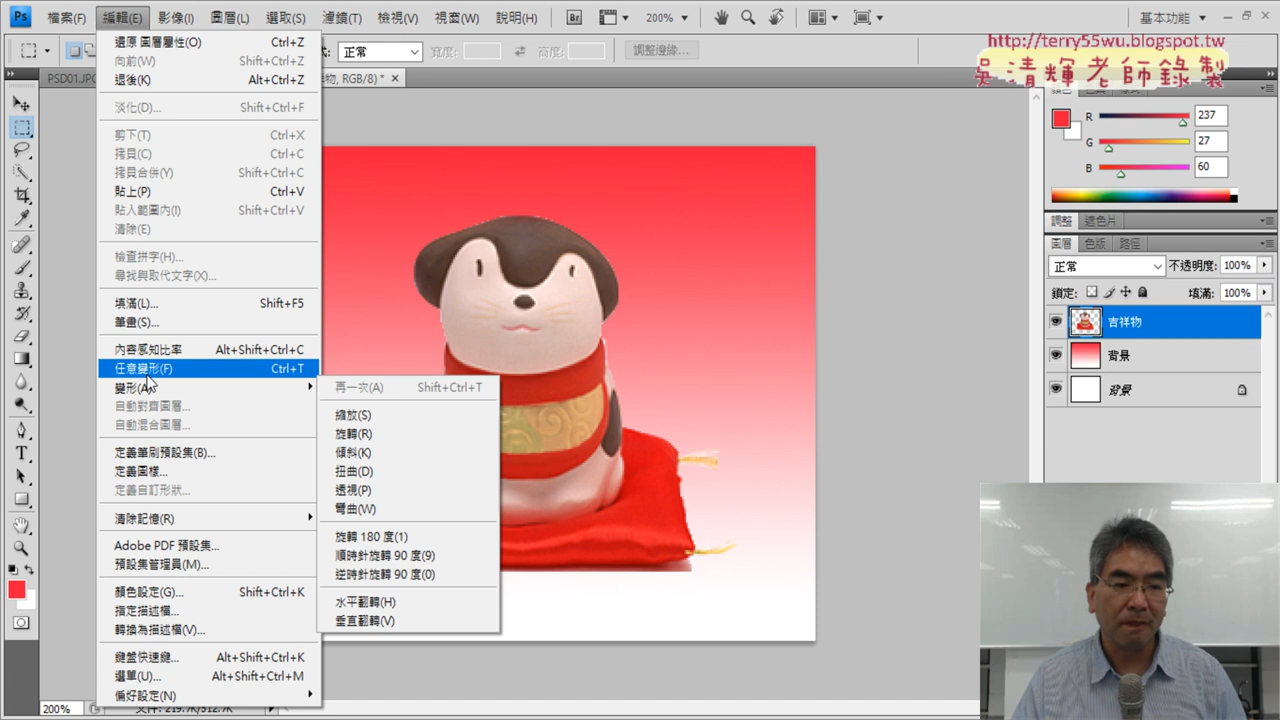 Ps 檔案(F) 編輯(E) 影像(I) 圖層(L) 選取(S) 濾鏡(T) 檢視(V) 視窗(W) 說明(H) Br 200% 基本功能
http://terry55wu.blogspot.tw
吳清輝老師錄製
正常 寬度: 高度: 調整邊緣...
PSD01.JP
物, RGB/8) *
還原 圖層屬性(O) Ctrl+Z
向前(W) Shift+Ctrl+Z
退後(K) Alt+Ctrl+Z
淡化(D)... Shift+Ctrl+F
剪下(T) Ctrl+X
拷貝(C) Ctrl+C
拷貝合併(Y) Shift+Ctrl+C
貼上(P) Ctrl+V
貼入範圍內(I) Shift+Ctrl+V
清除(E)
檢查拼字(H)...
尋找與取代文字(X)...
填滿(L)... Shift+F5
筆畫(S)...
內容感知比率 Alt+Shift+Ctrl+C
任意變形(F) Ctrl+T
變形(A)
自動對齊圖層...
自動混合圖層...
定義筆刷預設集(B)...
定義圖樣...
定義自訂形狀...
清除記憶(R)
Adobe PDF 預設集...
預設集管理員(M)...
顏色設定(G)... Shift+Ctrl+K
指定描述檔...
轉換為描述檔(V)...
鍵盤快速鍵... Alt+Shift+Ctrl+K
選單(U)... Alt+Shift+Ctrl+M
偏好設定(N)
再一次(A) Shift+Ctrl+T
縮放(S)
旋轉(R)
傾斜(K)
扭曲(D)
透視(P)
彎曲(W)
旋轉 180 度(1)
順時針旋轉 90 度(9)
逆時針旋轉 90 度(0)
水平翻轉(H)
垂直翻轉(V)
R 237
G 27
B 60
調整 遮色片
圖層 色版 路徑
正常 不透明度: 100%
鎖定: 填滿: 100%
吉祥物
背景
背景
200%